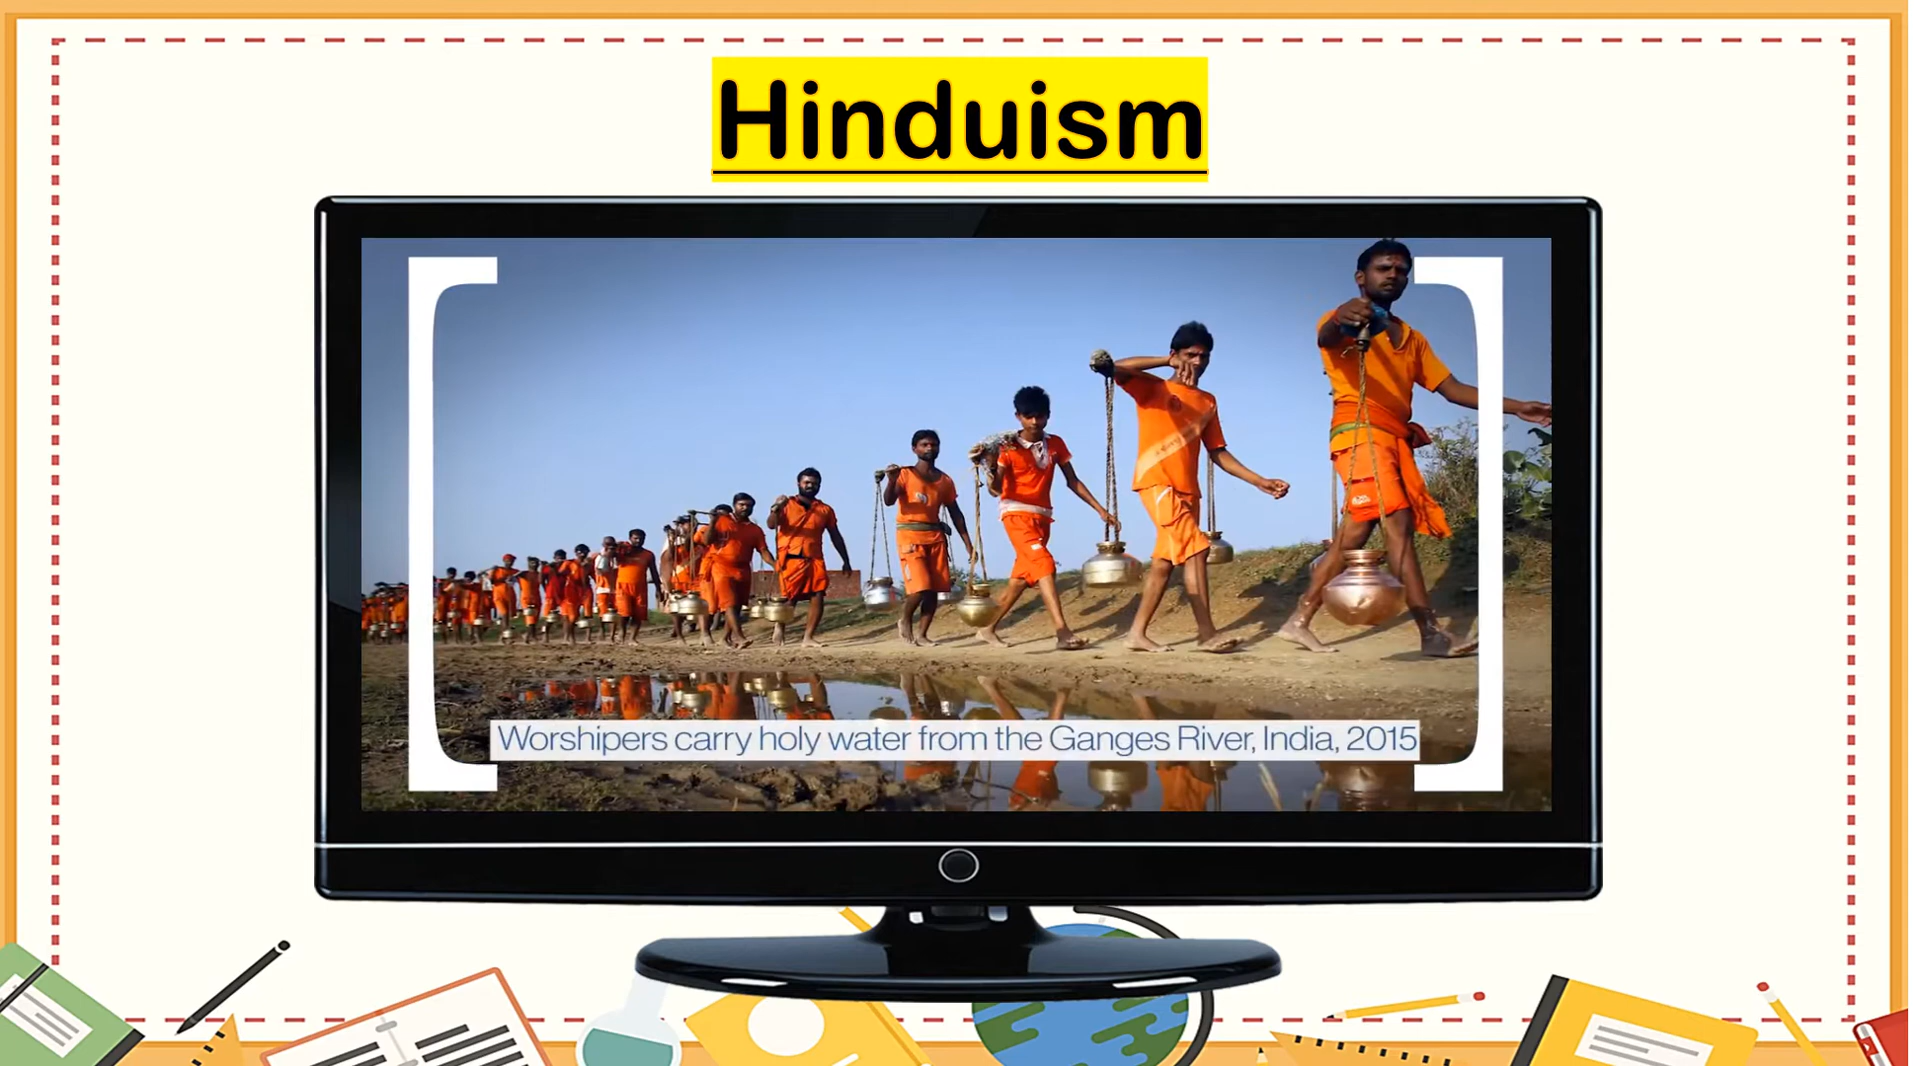 Hinduism
Worshipers carry holy water from the Ganges River, India, 2015